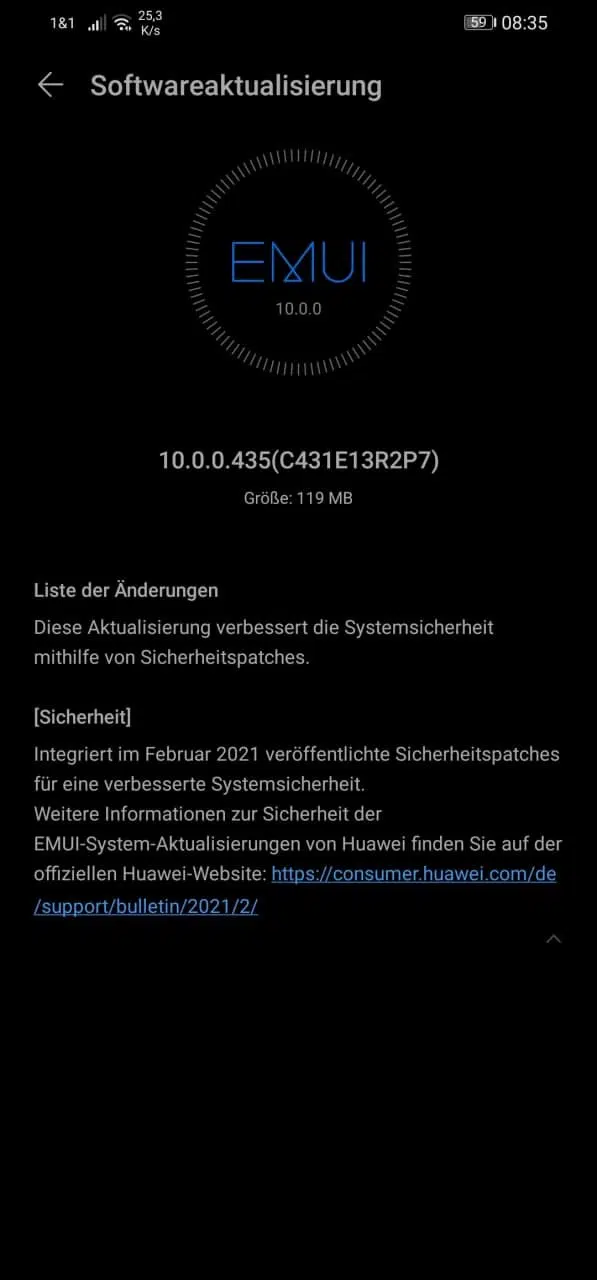 1&1 25,3 K/s 59 08:35
Softwareaktualisierung
EMUI
10.0.0
10.0.0.435(C431E13R2P7)
Größe: 119 MB
Liste der Änderungen
Diese Aktualisierung verbessert die Systemsicherheit
mithilfe von Sicherheitspatches.
[Sicherheit]
Integriert im Februar 2021 veröffentlichte Sicherheitspatches
für eine verbesserte Systemsicherheit.
Weitere Informationen zur Sicherheit der
EMUI-System-Aktualisierungen von Huawei finden Sie auf der
offiziellen Huawei-Website: https://consumer.huawei.com/de
/support/bulletin/2021/2/